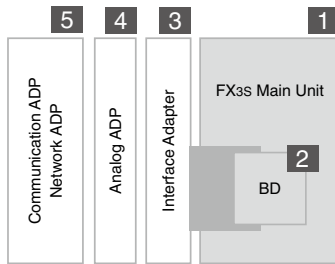 5
4
3
1
Communication ADP
Network ADP
Analog ADP
Interface Adapter
FX3S Main Unit
2
BD